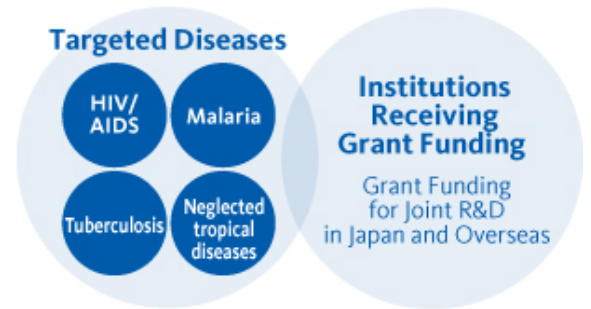 Targeted Diseases
HIV/
AIDS
Malaria
Tuberculosis
Neglected
tropical
diseases
Institutions
Receiving
Grant Funding
Grant Funding
for Joint R&D
in Japan and Overseas